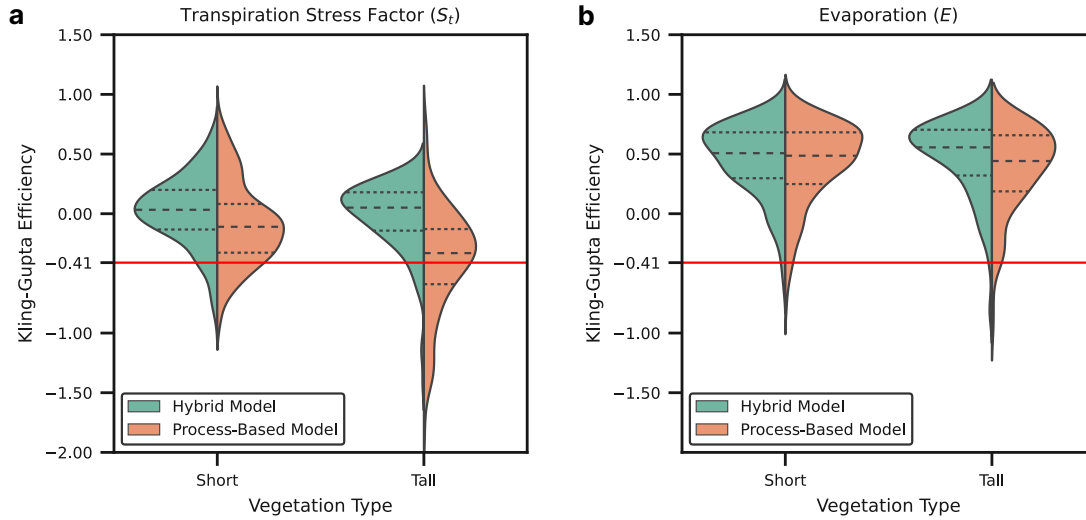 a
Transpiration Stress Factor (St)
1.50
1.00
0.50
0.00
−0.41
−1.00
−1.50
−2.00
Kling-Gupta Efficiency
Hybrid Model
Process-Based Model
Short
Tall
Vegetation Type
b
Evaporation (E)
1.50
1.00
0.50
0.00
−0.41
−1.00
−1.50
Kling-Gupta Efficiency
Hybrid Model
Process-Based Model
Short
Tall
Vegetation Type